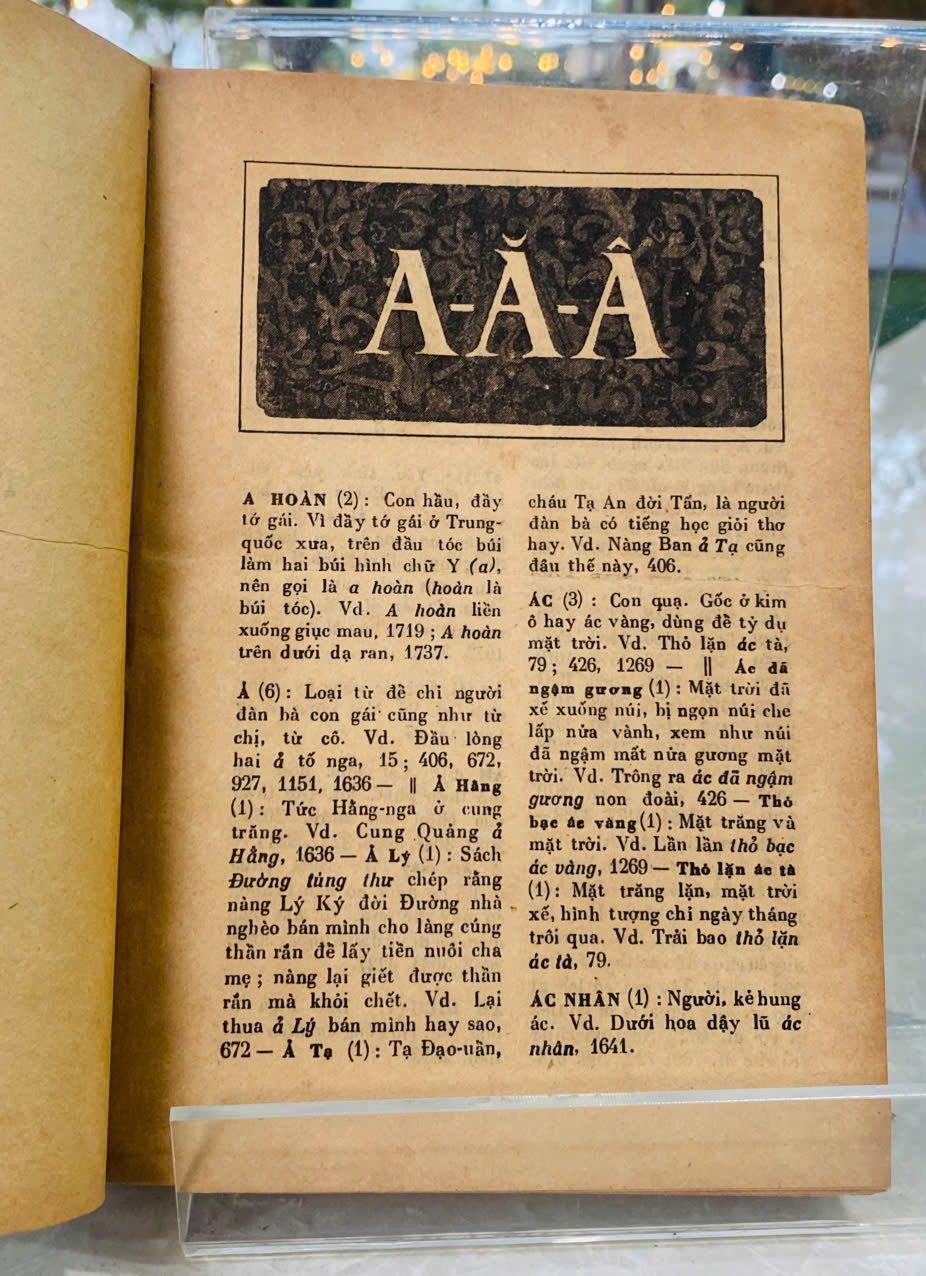 A-Ă-Â
A HOÀN (2) : Con hầu, đầy
tớ gái. Vì đầy tớ gái ở Trung-
quốc xưa, trên đầu tóc búi
làm hai búi hình chữ Y (a),
nên gọi là a hoàn (hoàn là
búi tóc). Vd. A hoàn liền
xuống giục mau, 1719 ; A hoàn
trên dưới dạ ran, 1737.
Ả (6) : Loại từ để chỉ người
đàn bà con gái cũng như từ
chị, từ cô. Vd. Đầu lòng
hai ả tố nga, 15 ; 406, 672,
927, 1151, 1636 — || Ả Hằng
(1) : Tức Hằng-nga ở cung
trăng. Vd. Cung Quảng ả
Hằng, 1636 — Ả Lý (1) : Sách
Đường tùng thư chép rằng
nàng Lý Ký đời Đường nhà
nghèo bán mình cho làng cúng
thần rắn để lấy tiền nuôi cha
mẹ ; nàng lại giết được thần
rắn mà khỏi chết. Vd. Lại
thua ả Lý bán mình hay sao,
672 — Ả Tạ (1) : Tạ Đạo-uẩn,
cháu Tạ An đời Tấn, là người
đàn bà có tiếng học giỏi thơ
hay. Vd. Nàng Ban ả Tạ cũng
đâu thế này, 406.
ÁC (3) : Con quạ. Gốc ở kim
ô hay ác vàng, dùng để tỷ dụ
mặt trời. Vd. Thỏ lặn ác tà,
79 ; 426, 1269 — || Ác đã
ngậm gương (1) : Mặt trời đã
xế xuống núi, bị ngọn núi che
lấp nửa vành, xem như núi
đã ngậm mất nửa gương mặt
trời. Vd. Trông ra ác đã ngậm
gương non đoài, 426 — Thỏ
bạc ác vàng (1) : Mặt trăng và
mặt trời. Vd. Lần lần thỏ bạc
ác vàng, 1269 — Thỏ lặn ác tà
(1) : Mặt trăng lặn, mặt trời
xế, hình tượng chỉ ngày tháng
trôi qua. Vd. Trải bao thỏ lặn
ác tà, 79.
ÁC NHÂN (1) : Người, kẻ hung
ác. Vd. Dưới hoa dậy lũ ác
nhân, 1641.